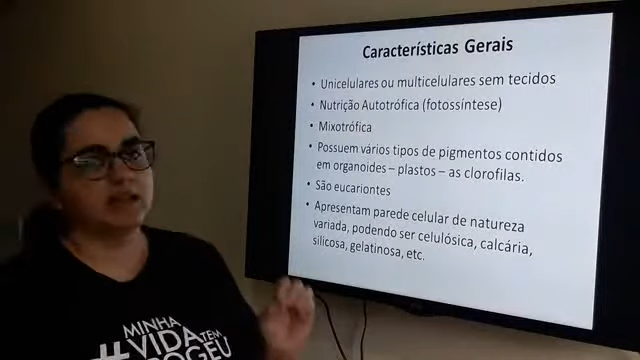 Características Gerais
• Unicelulares ou multicelulares sem tecidos
• Nutrição Autotrófica (fotossíntese)
• Mixotrófica
• Possuem vários tipos de pigmentos contidos
em organoides – plastos – as clorofilas.
• São eucariontes
• Apresentam parede celular de natureza
variada, podendo ser celulósica, calcária,
silicosa, gelatinosa, etc.
MINHA
#VIDA TEM